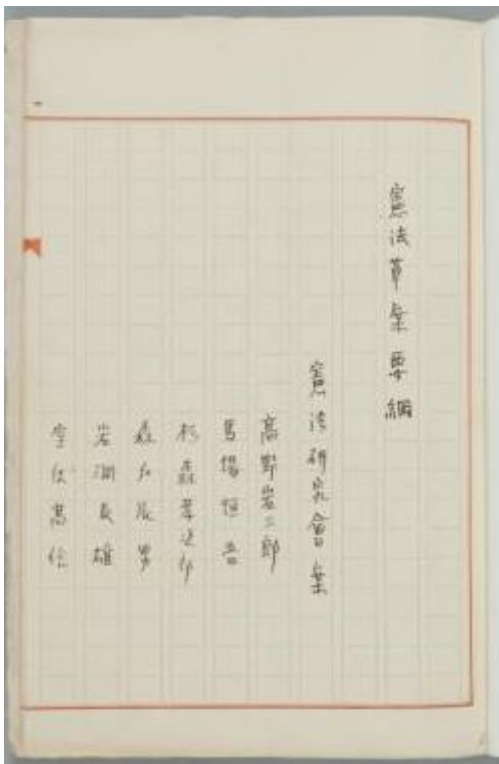 憲法草案要綱
憲法研究會案
高野岩三郎
馬場恒吾
杉森孝次郎
森戸辰男
岩淵辰雄
室伏高信